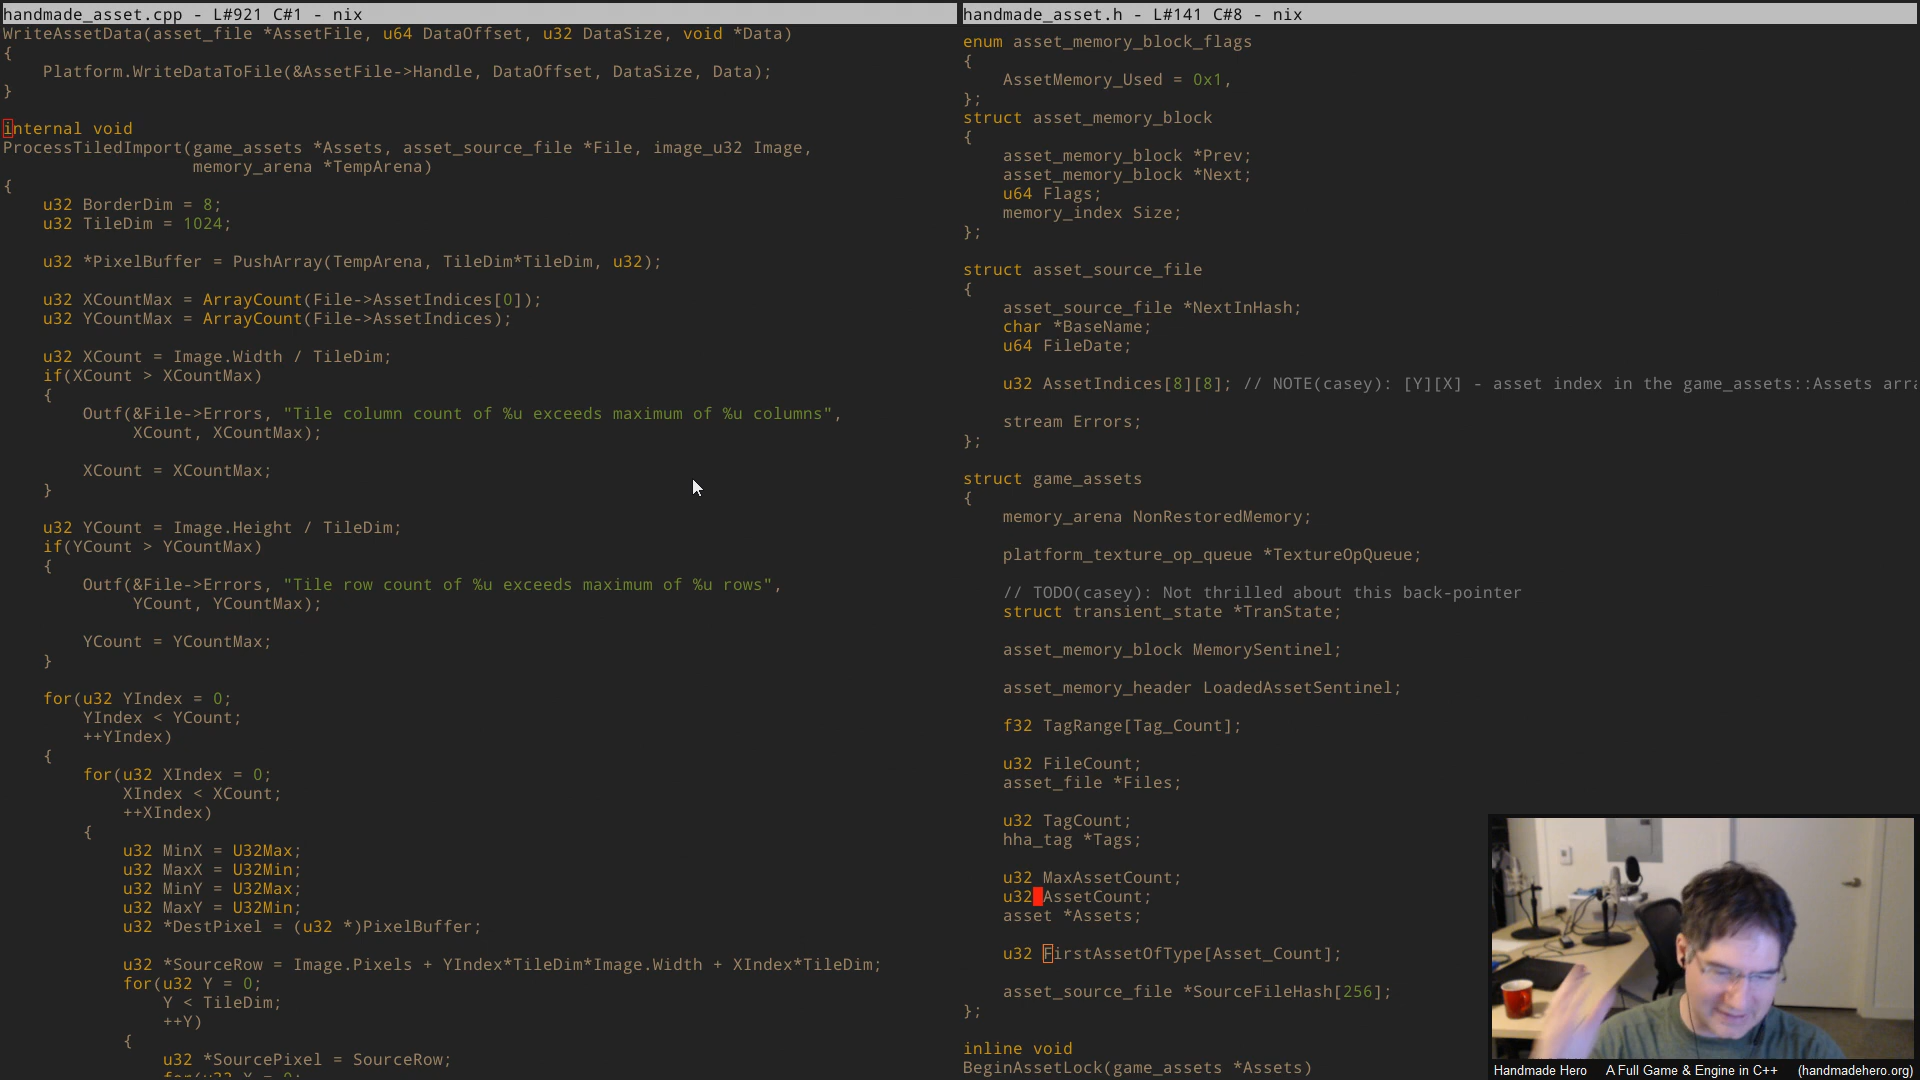 handmade_asset.cpp - L#921 C#1 - nix
WriteAssetData(asset_file *AssetFile, u64 DataOffset, u32 DataSize, void *Data)
{
    Platform.WriteDataToFile(&AssetFile->Handle, DataOffset, DataSize, Data);
}

internal void
ProcessTiledImport(game_assets *Assets, asset_source_file *File, image_u32 Image,
                   memory_arena *TempArena)
{
    u32 BorderDim = 8;
    u32 TileDim = 1024;

    u32 *PixelBuffer = PushArray(TempArena, TileDim*TileDim, u32);

    u32 XCountMax = ArrayCount(File->AssetIndices[0]);
    u32 YCountMax = ArrayCount(File->AssetIndices);

    u32 XCount = Image.Width / TileDim;
    if(XCount > XCountMax)
    {
        Outf(&File->Errors, "Tile column count of %u exceeds maximum of %u columns",
             XCount, XCountMax);

        XCount = XCountMax;
    }

    u32 YCount = Image.Height / TileDim;
    if(YCount > YCountMax)
    {
        Outf(&File->Errors, "Tile row count of %u exceeds maximum of %u rows",
             YCount, YCountMax);

        YCount = YCountMax;
    }

    for(u32 YIndex = 0;
        YIndex < YCount;
        ++YIndex)
    {
        for(u32 XIndex = 0;
            XIndex < XCount;
            ++XIndex)
        {
            u32 MinX = U32Max;
            u32 MaxX = U32Min;
            u32 MinY = U32Max;
            u32 MaxY = U32Min;
            u32 *DestPixel = (u32 *)PixelBuffer;

            u32 *SourceRow = Image.Pixels + YIndex*TileDim*Image.Width + XIndex*TileDim;
            for(u32 Y = 0;
                Y < TileDim;
                ++Y)
            {
                u32 *SourcePixel = SourceRow;
                for(u32 X = 0;
handmade_asset.h - L#141 C#8 - nix
enum asset_memory_block_flags
{
    AssetMemory_Used = 0x1,
};
struct asset_memory_block
{
    asset_memory_block *Prev;
    asset_memory_block *Next;
    u64 Flags;
    memory_index Size;
};

struct asset_source_file
{
    asset_source_file *NextInHash;
    char *BaseName;
    u64 FileDate;

    u32 AssetIndices[8][8]; // NOTE(casey): [Y][X] - asset index in the game_assets::Assets arra

    stream Errors;
};

struct game_assets
{
    memory_arena NonRestoredMemory;

    platform_texture_op_queue *TextureOpQueue;

    // TODO(casey): Not thrilled about this back-pointer
    struct transient_state *TranState;

    asset_memory_block MemorySentinel;

    asset_memory_header LoadedAssetSentinel;

    f32 TagRange[Tag_Count];

    u32 FileCount;
    asset_file *Files;

    u32 TagCount;
    hha_tag *Tags;

    u32 MaxAssetCount;
    u32 AssetCount;
    asset *Assets;

    u32 FirstAssetOfType[Asset_Count];

    asset_source_file *SourceFileHash[256];
};

inline void
BeginAssetLock(game_assets *Assets)
Handmade Hero    A Full Game & Engine in C++    (handmadehero.org)